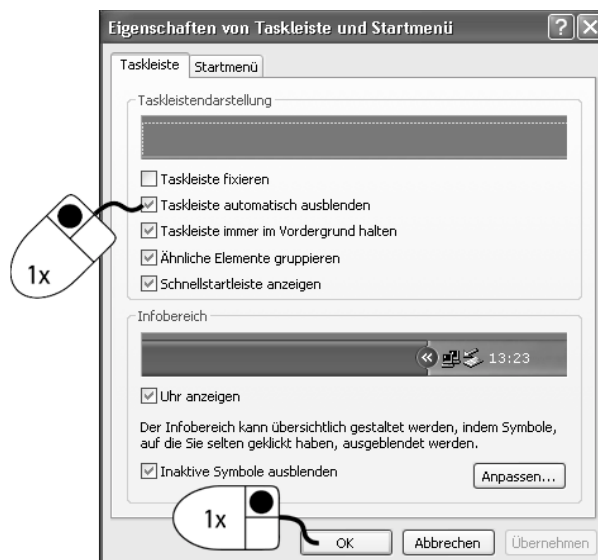 Eigenschaften von Taskleiste und Startmenü
Taskleiste
Startmenü
Taskleistendarstellung
Taskleiste fixieren
Taskleiste automatisch ausblenden
Taskleiste immer im Vordergrund halten
Ähnliche Elemente gruppieren
Schnellstartleiste anzeigen
1x
Infobereich
13:23
Uhr anzeigen
Der Infobereich kann übersichtlich gestaltet werden, indem Symbole,
auf die Sie selten geklickt haben, ausgeblendet werden.
Inaktive Symbole ausblenden
Anpassen...
1x
OK
Abbrechen
Übernehmen